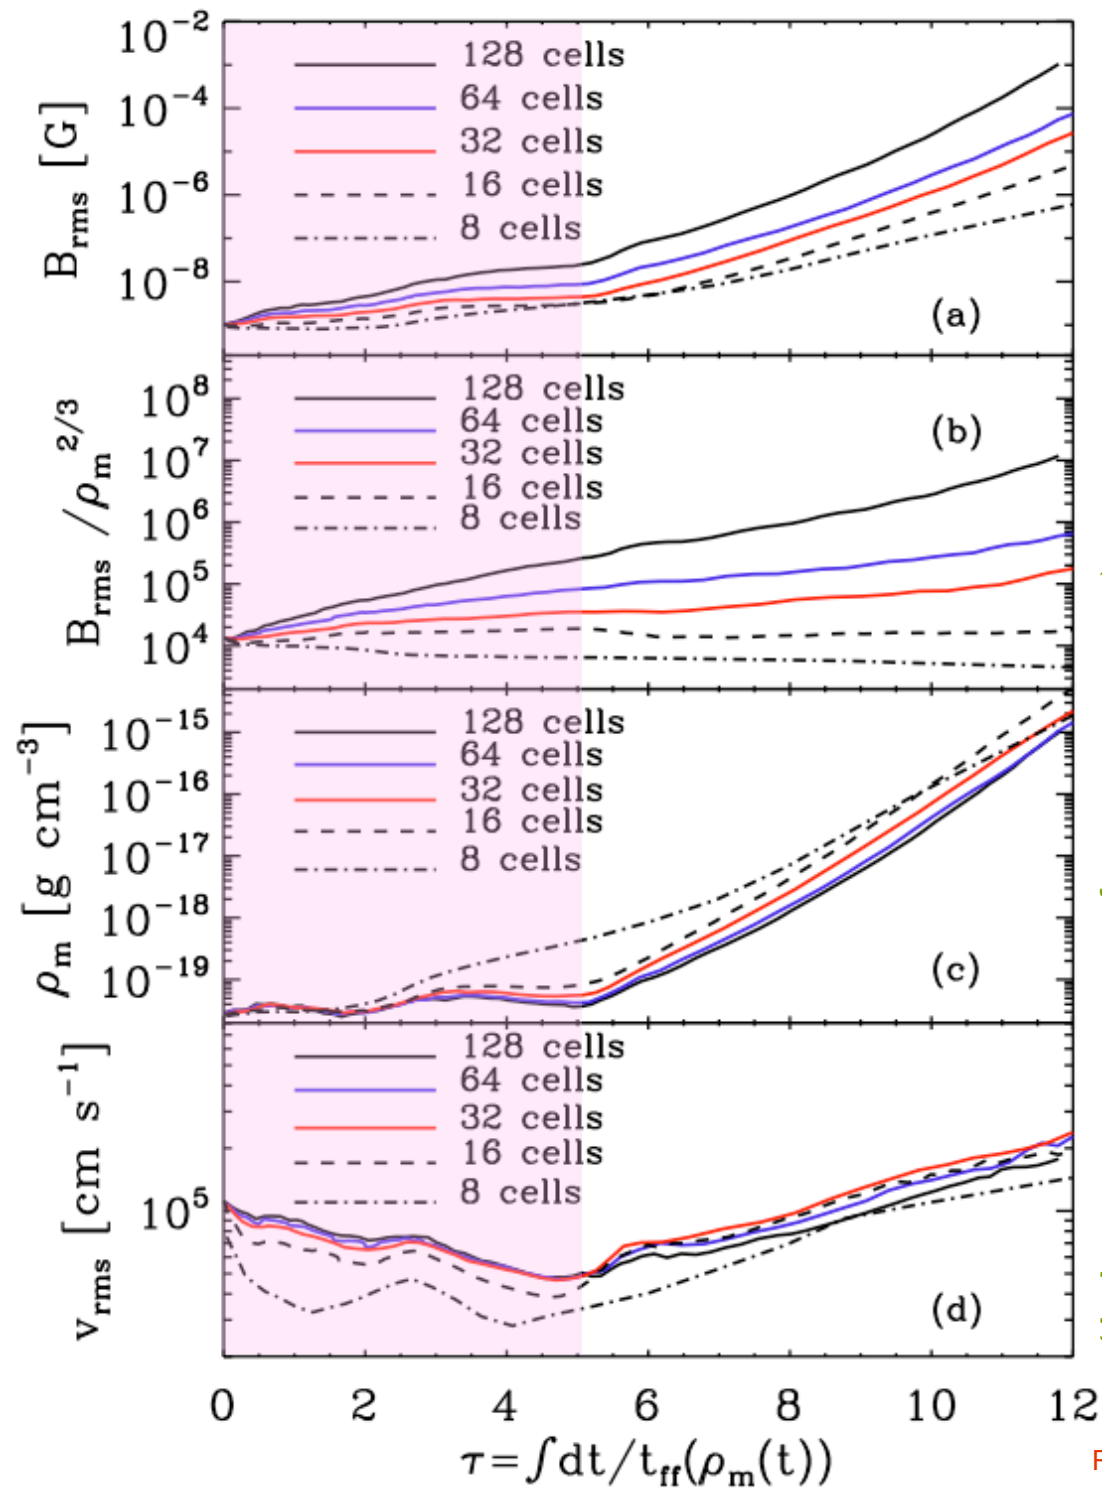 10^-2
10^-4
10^-6
10^-8
B_rms [G]
128 cells
64 cells
32 cells
16 cells
8 cells
(a)
10^8
10^7
10^6
10^5
10^4
B_rms / ρ_m^2/3
128 cells
64 cells
32 cells
16 cells
8 cells
(b)
10^-15
10^-16
10^-17
10^-18
10^-19
ρ_m [g cm^-3]
128 cells
64 cells
32 cells
16 cells
8 cells
(c)
10^5
v_rms [cm s^-1]
128 cells
64 cells
32 cells
16 cells
8 cells
(d)
0 2 4 6 8 10 12
τ=∫dt/t_ff(ρ_m(t))